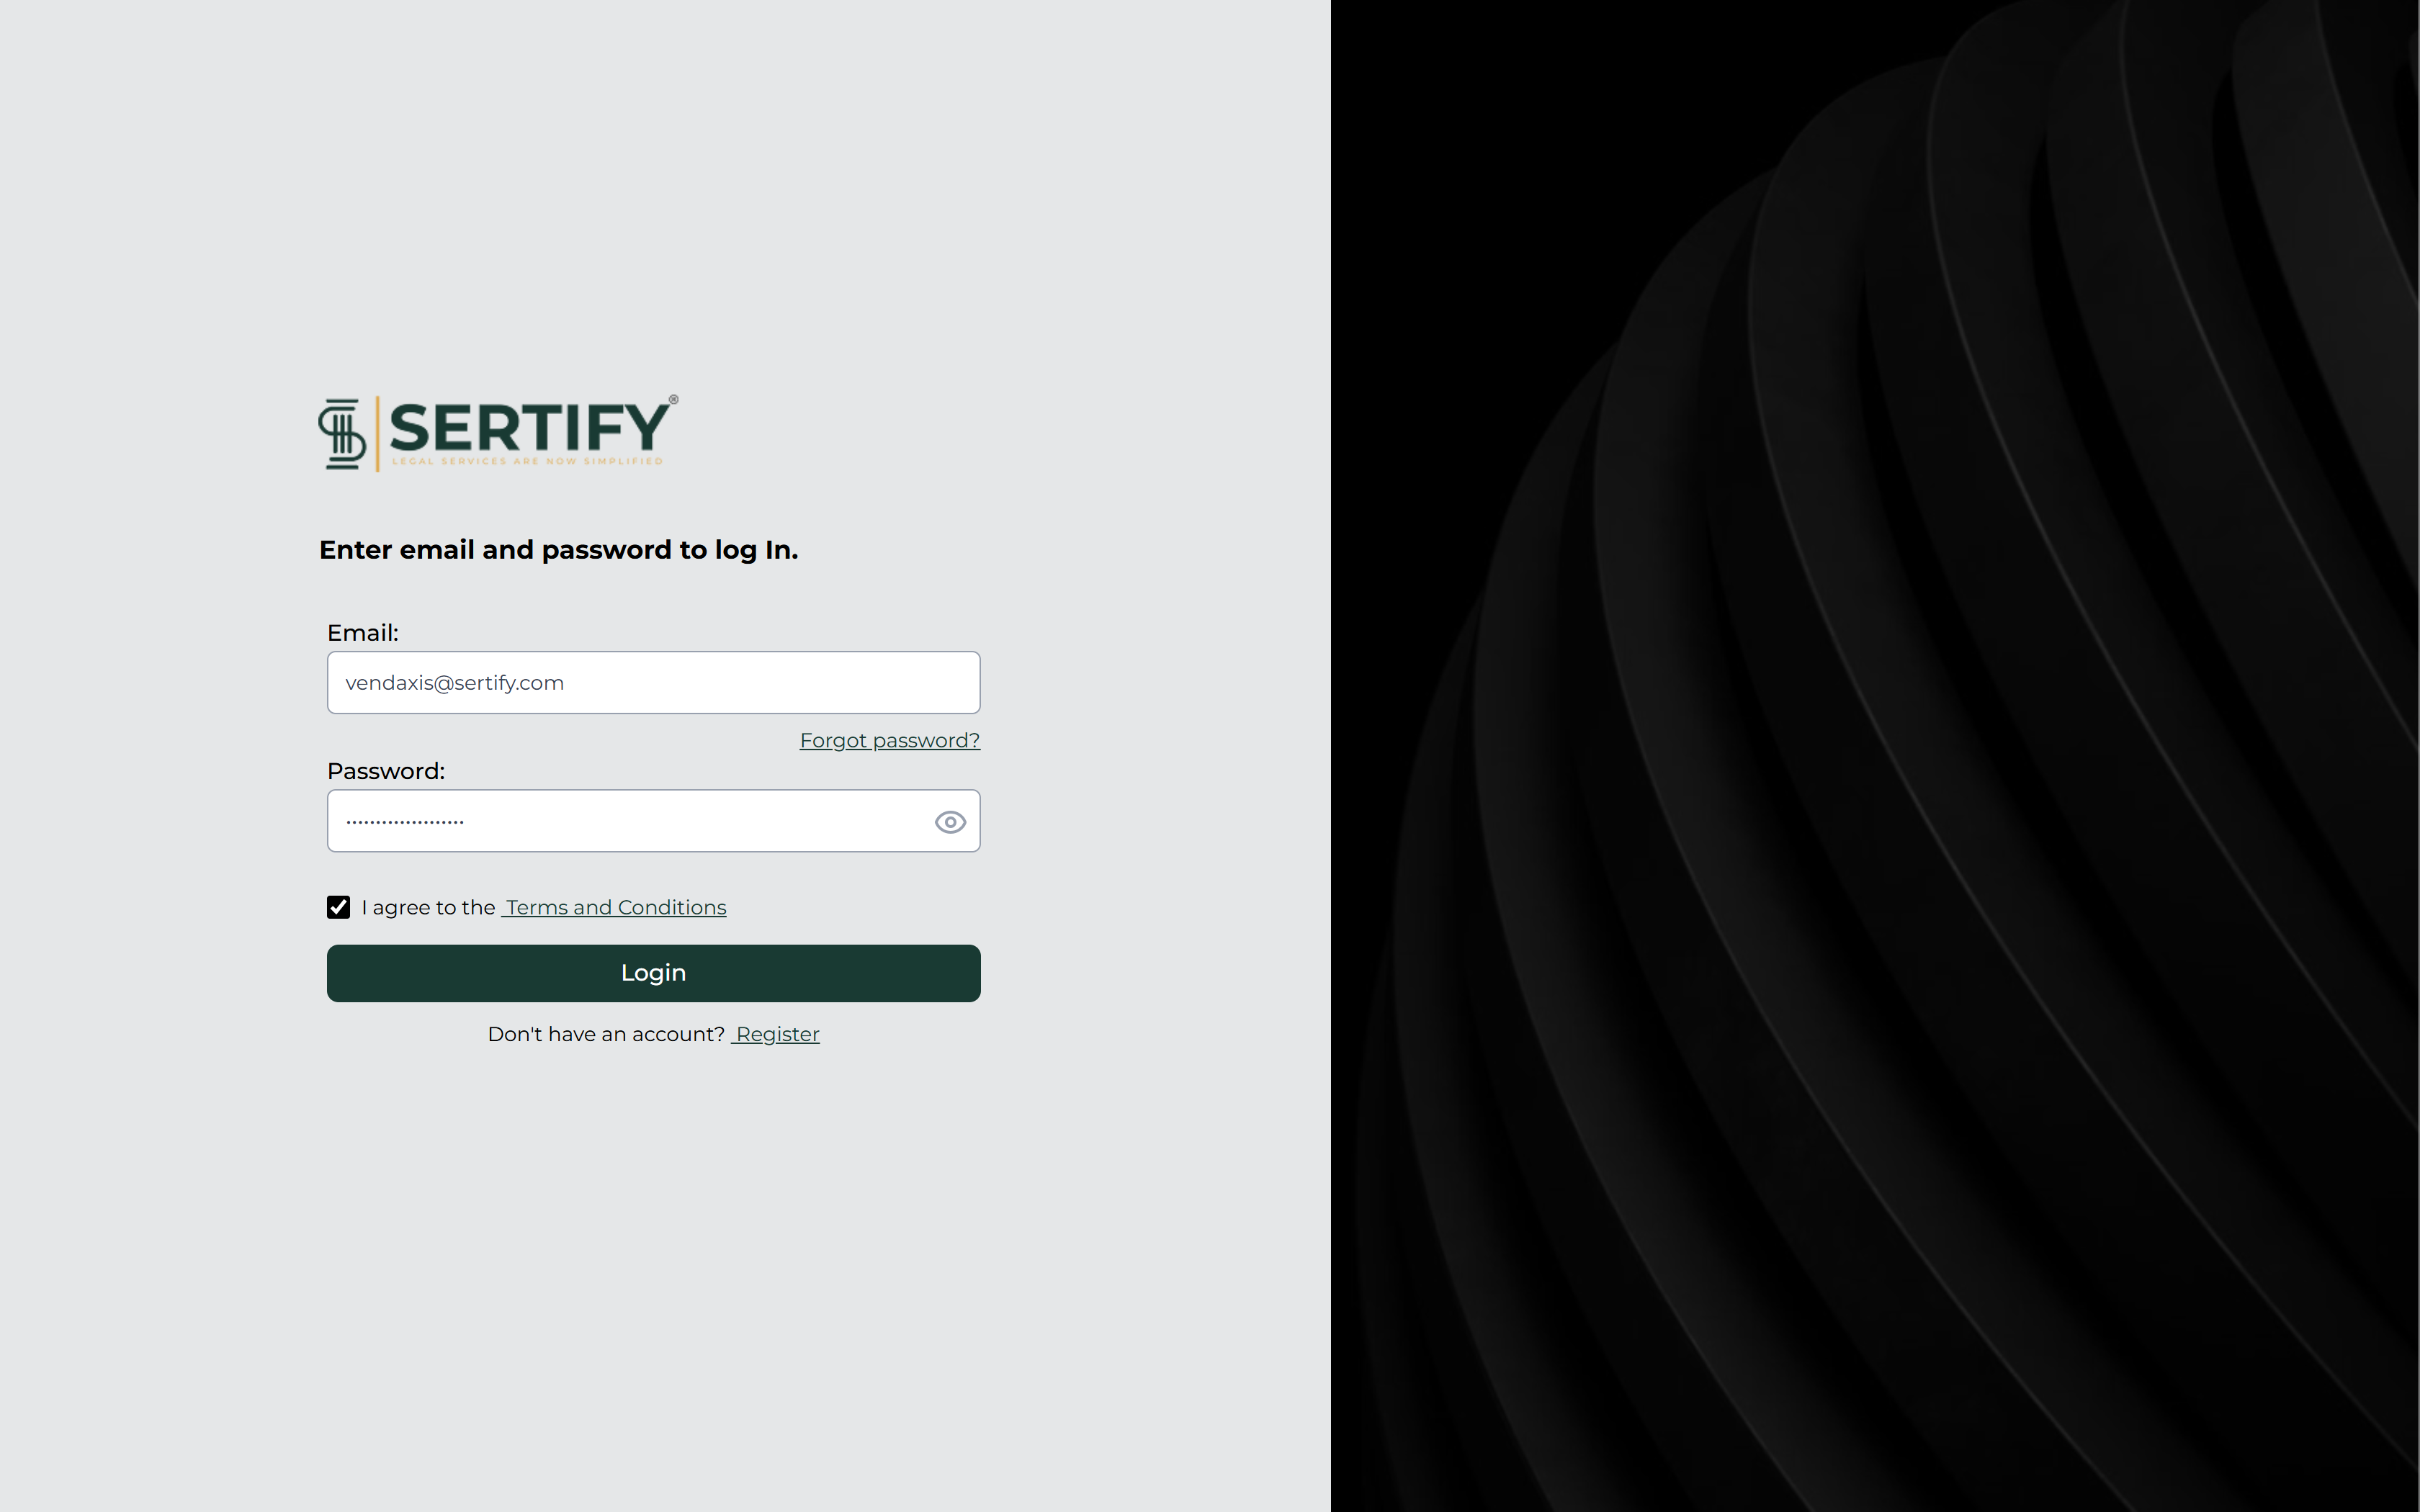 SERTIFY®
LEGAL SERVICES ARE NOW SIMPLIFIED
Enter email and password to log In.
Email:
vendaxis@sertify.com
Forgot password?
Password:
••••••••••••••••••••
I agree to the Terms and Conditions
Login
Don't have an account? Register